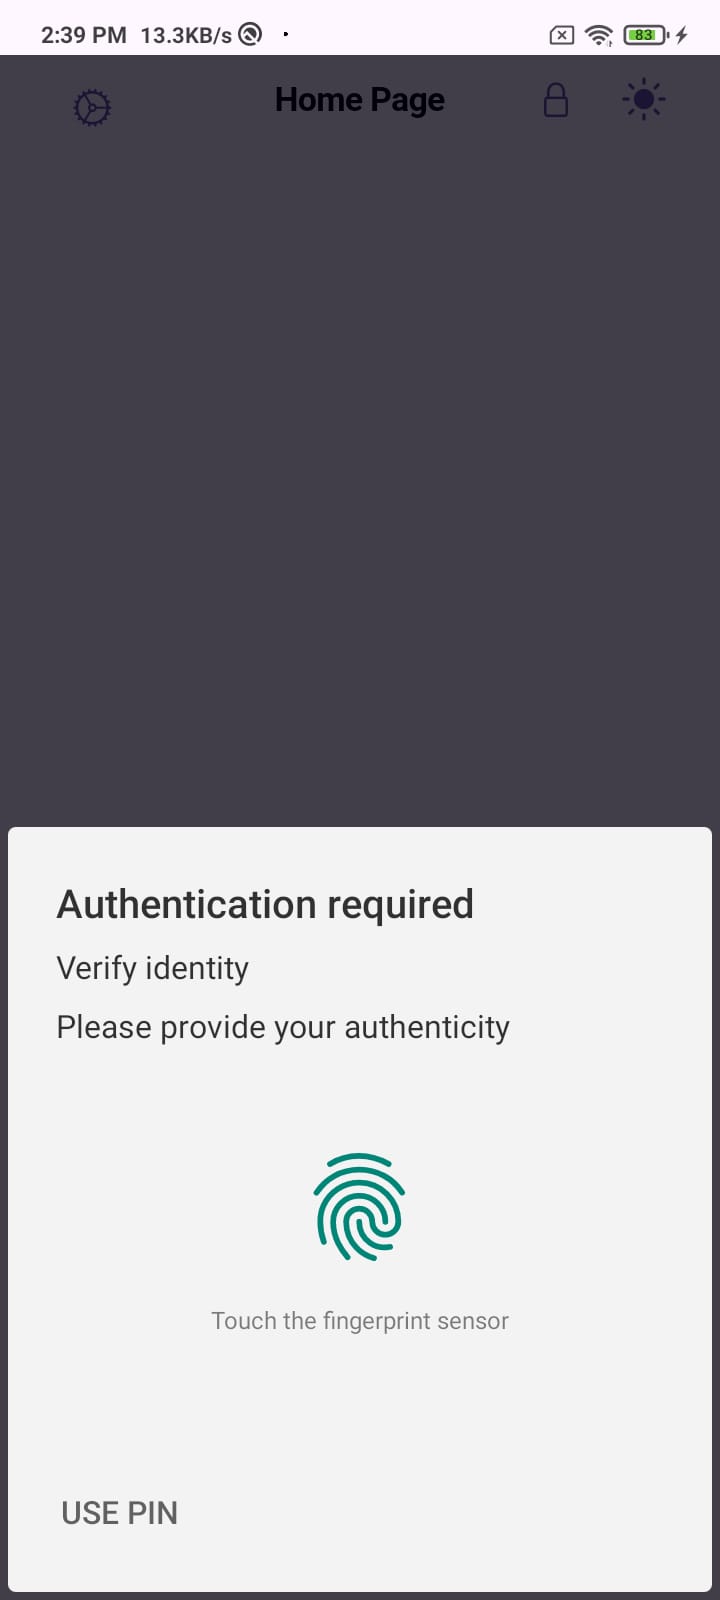 2:39 PM 13.3KB/s 83
Home Page
Authentication required
Verify identity
Please provide your authenticity
Touch the fingerprint sensor
USE PIN